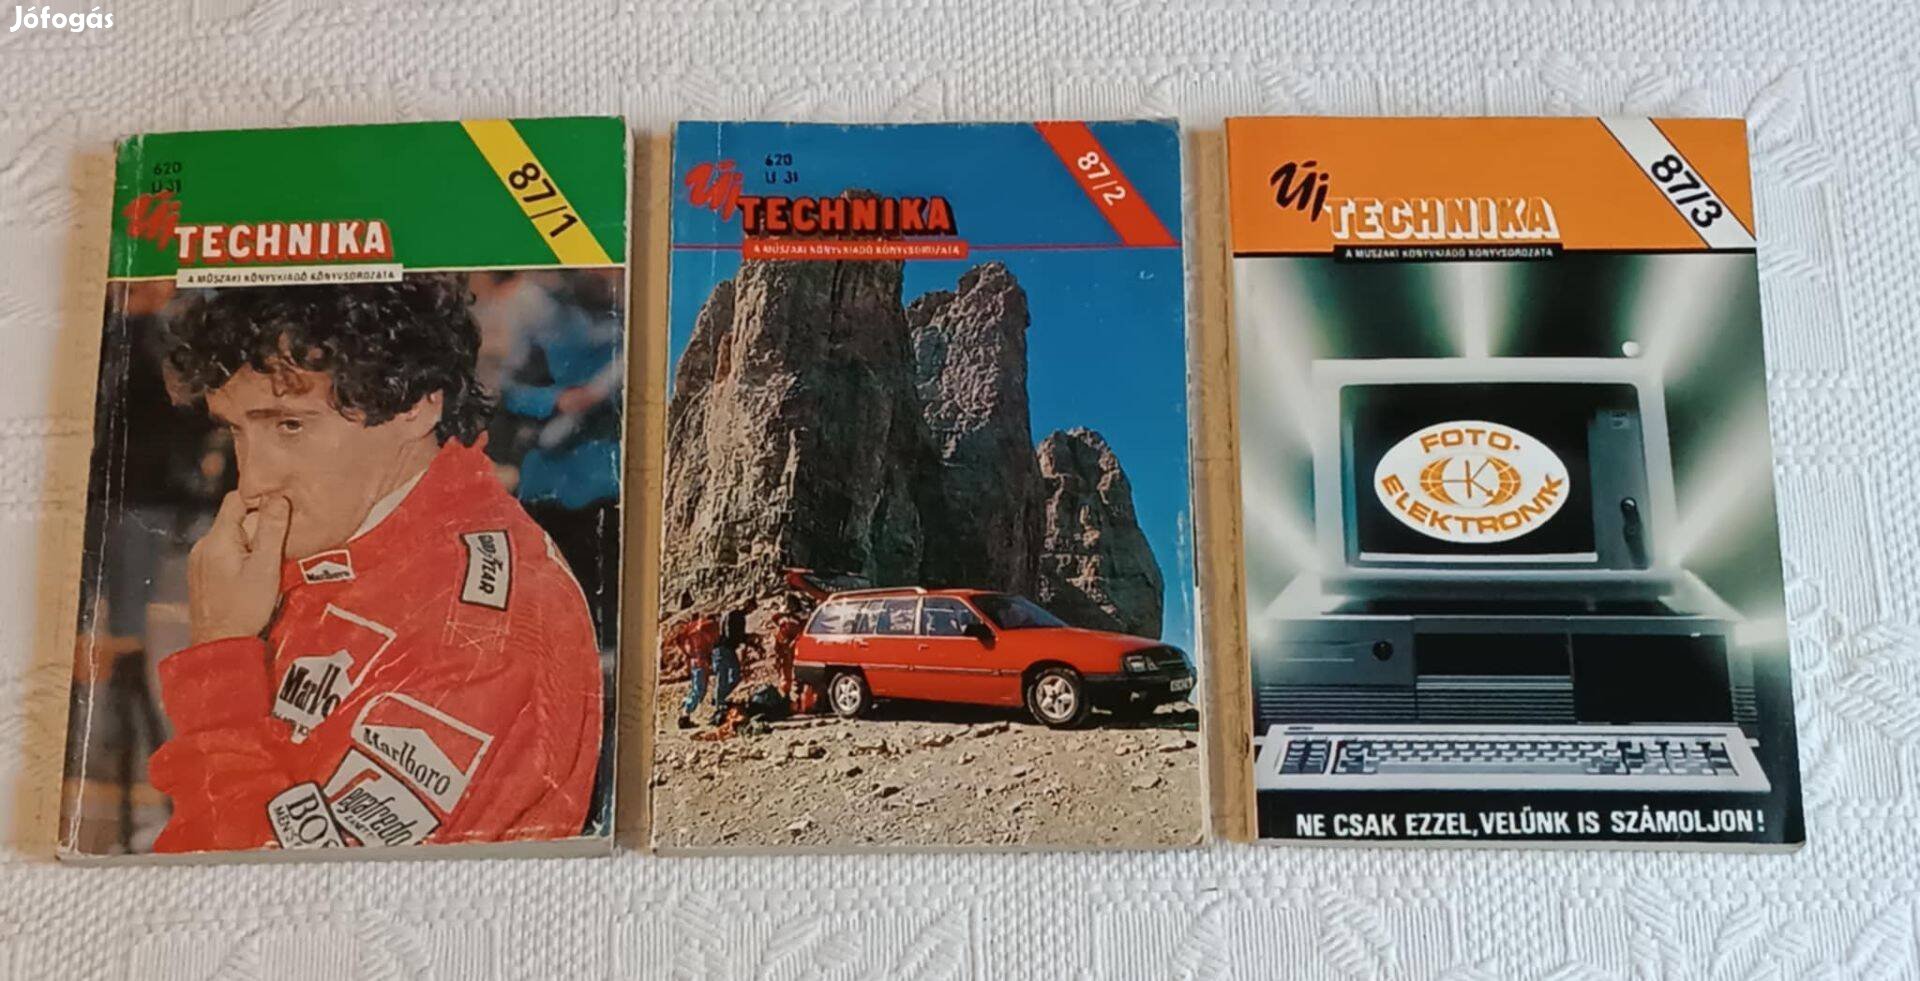 Jófogás
620
U 31
Új
TECHNIKA
87/1
A MŰSZAKI KÖNYVKIADÓ KÖNYVSOROZATA
Marlboro
GOODYEAR
Marlboro
Marlboro
Segafredo
BOSS
620
U 31
Új
TECHNIKA
87/2
A MŰSZAKI KÖNYVKIADÓ KÖNYVSOROZATA
Új
TECHNIKA
87/3
A MŰSZAKI KÖNYVKIADÓ KÖNYVSOROZATA
FOTO-
ELEKTRONIK
NE CSAK EZZEL, VELÜNK IS SZÁMOLJON!